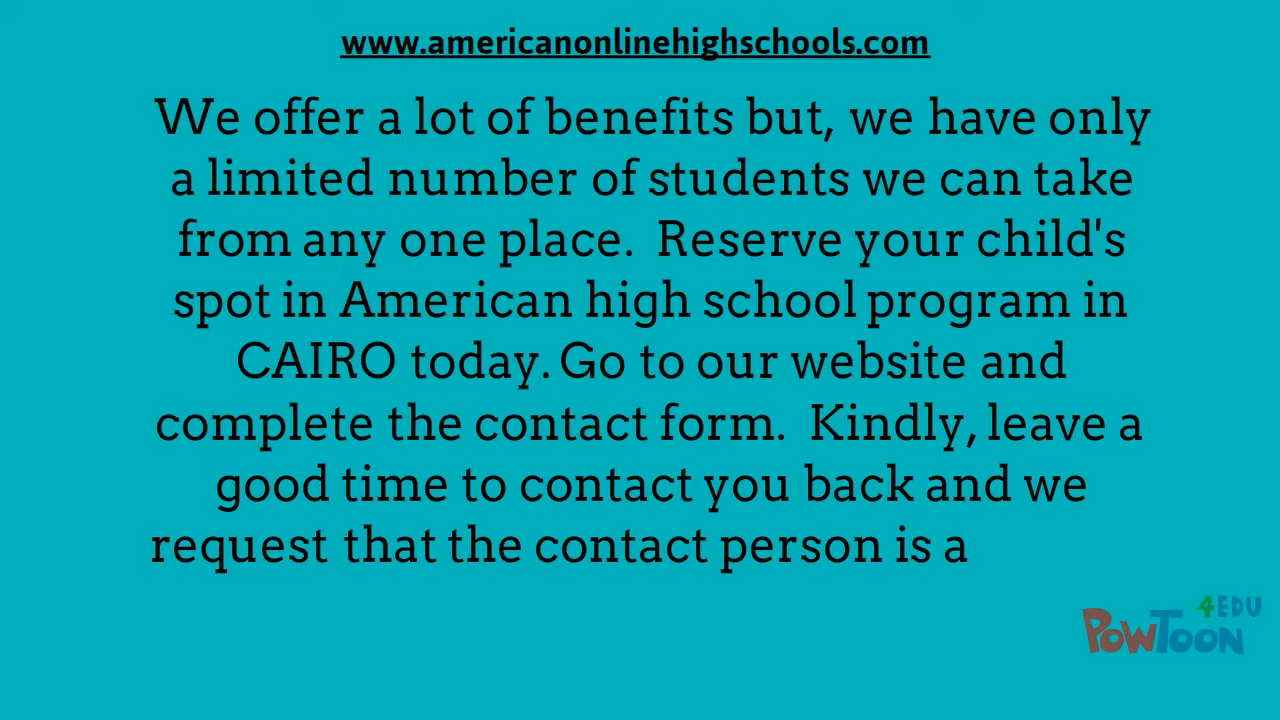 www.americanonlinehighschools.com
We offer a lot of benefits but, we have only
a limited number of students we can take
from any one place.  Reserve your child's
spot in American high school program in
CAIRO today. Go to our website and
complete the contact form.  Kindly, leave a
good time to contact you back and we
request that the contact person is a
4EDU
POWTOON